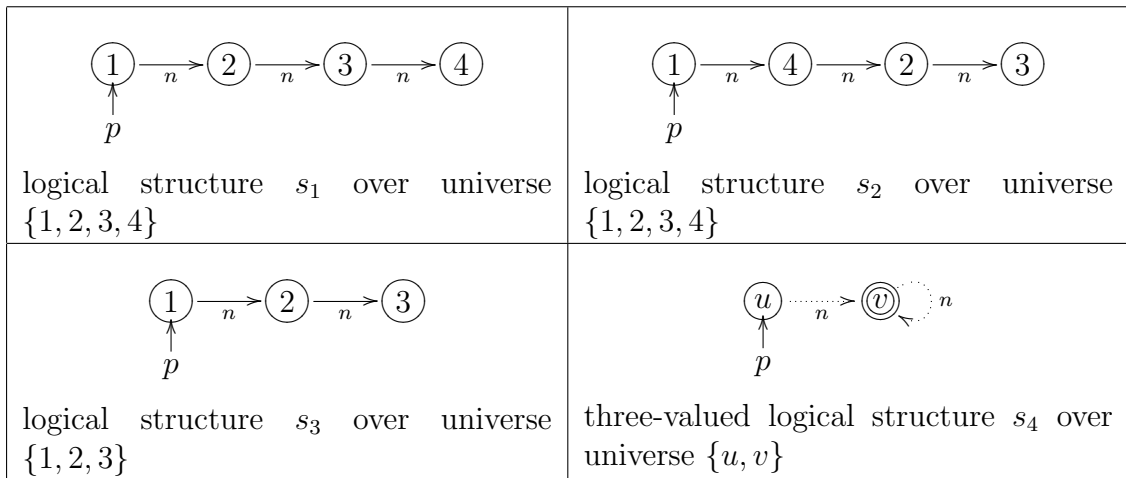 1 n 2 n 3 n 4
p
logical structure s₁ over universe
{1, 2, 3, 4}
1 n 4 n 2 n 3
p
logical structure s₂ over universe
{1, 2, 3, 4}
1 n 2 n 3
p
logical structure s₃ over universe
{1, 2, 3}
u n v n
p
three-valued logical structure s₄ over
universe {u, v}